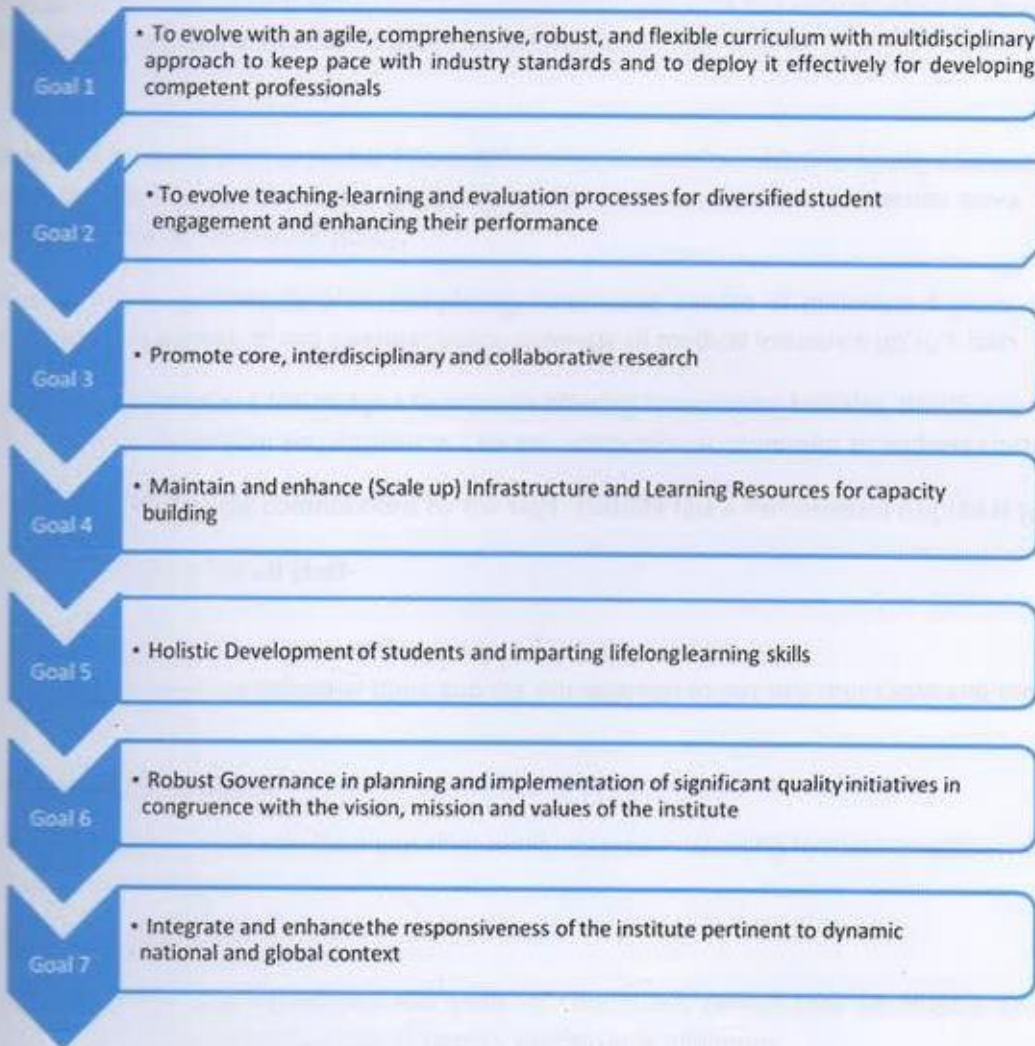 Goal 1
• To evolve with an agile, comprehensive, robust, and flexible curriculum with multidisciplinary
approach to keep pace with industry standards and to deploy it effectively for developing
competent professionals
Goal 2
• To evolve teaching-learning and evaluation processes for diversified student
engagement and enhancing their performance
Goal 3
• Promote core, interdisciplinary and collaborative research
Goal 4
• Maintain and enhance (Scale up) Infrastructure and Learning Resources for capacity
building
Goal 5
• Holistic Development of students and imparting lifelong learning skills
Goal 6
• Robust Governance in planning and implementation of significant quality initiatives in
congruence with the vision, mission and values of the institute
Goal 7
• Integrate and enhance the responsiveness of the institute pertinent to dynamic
national and global context